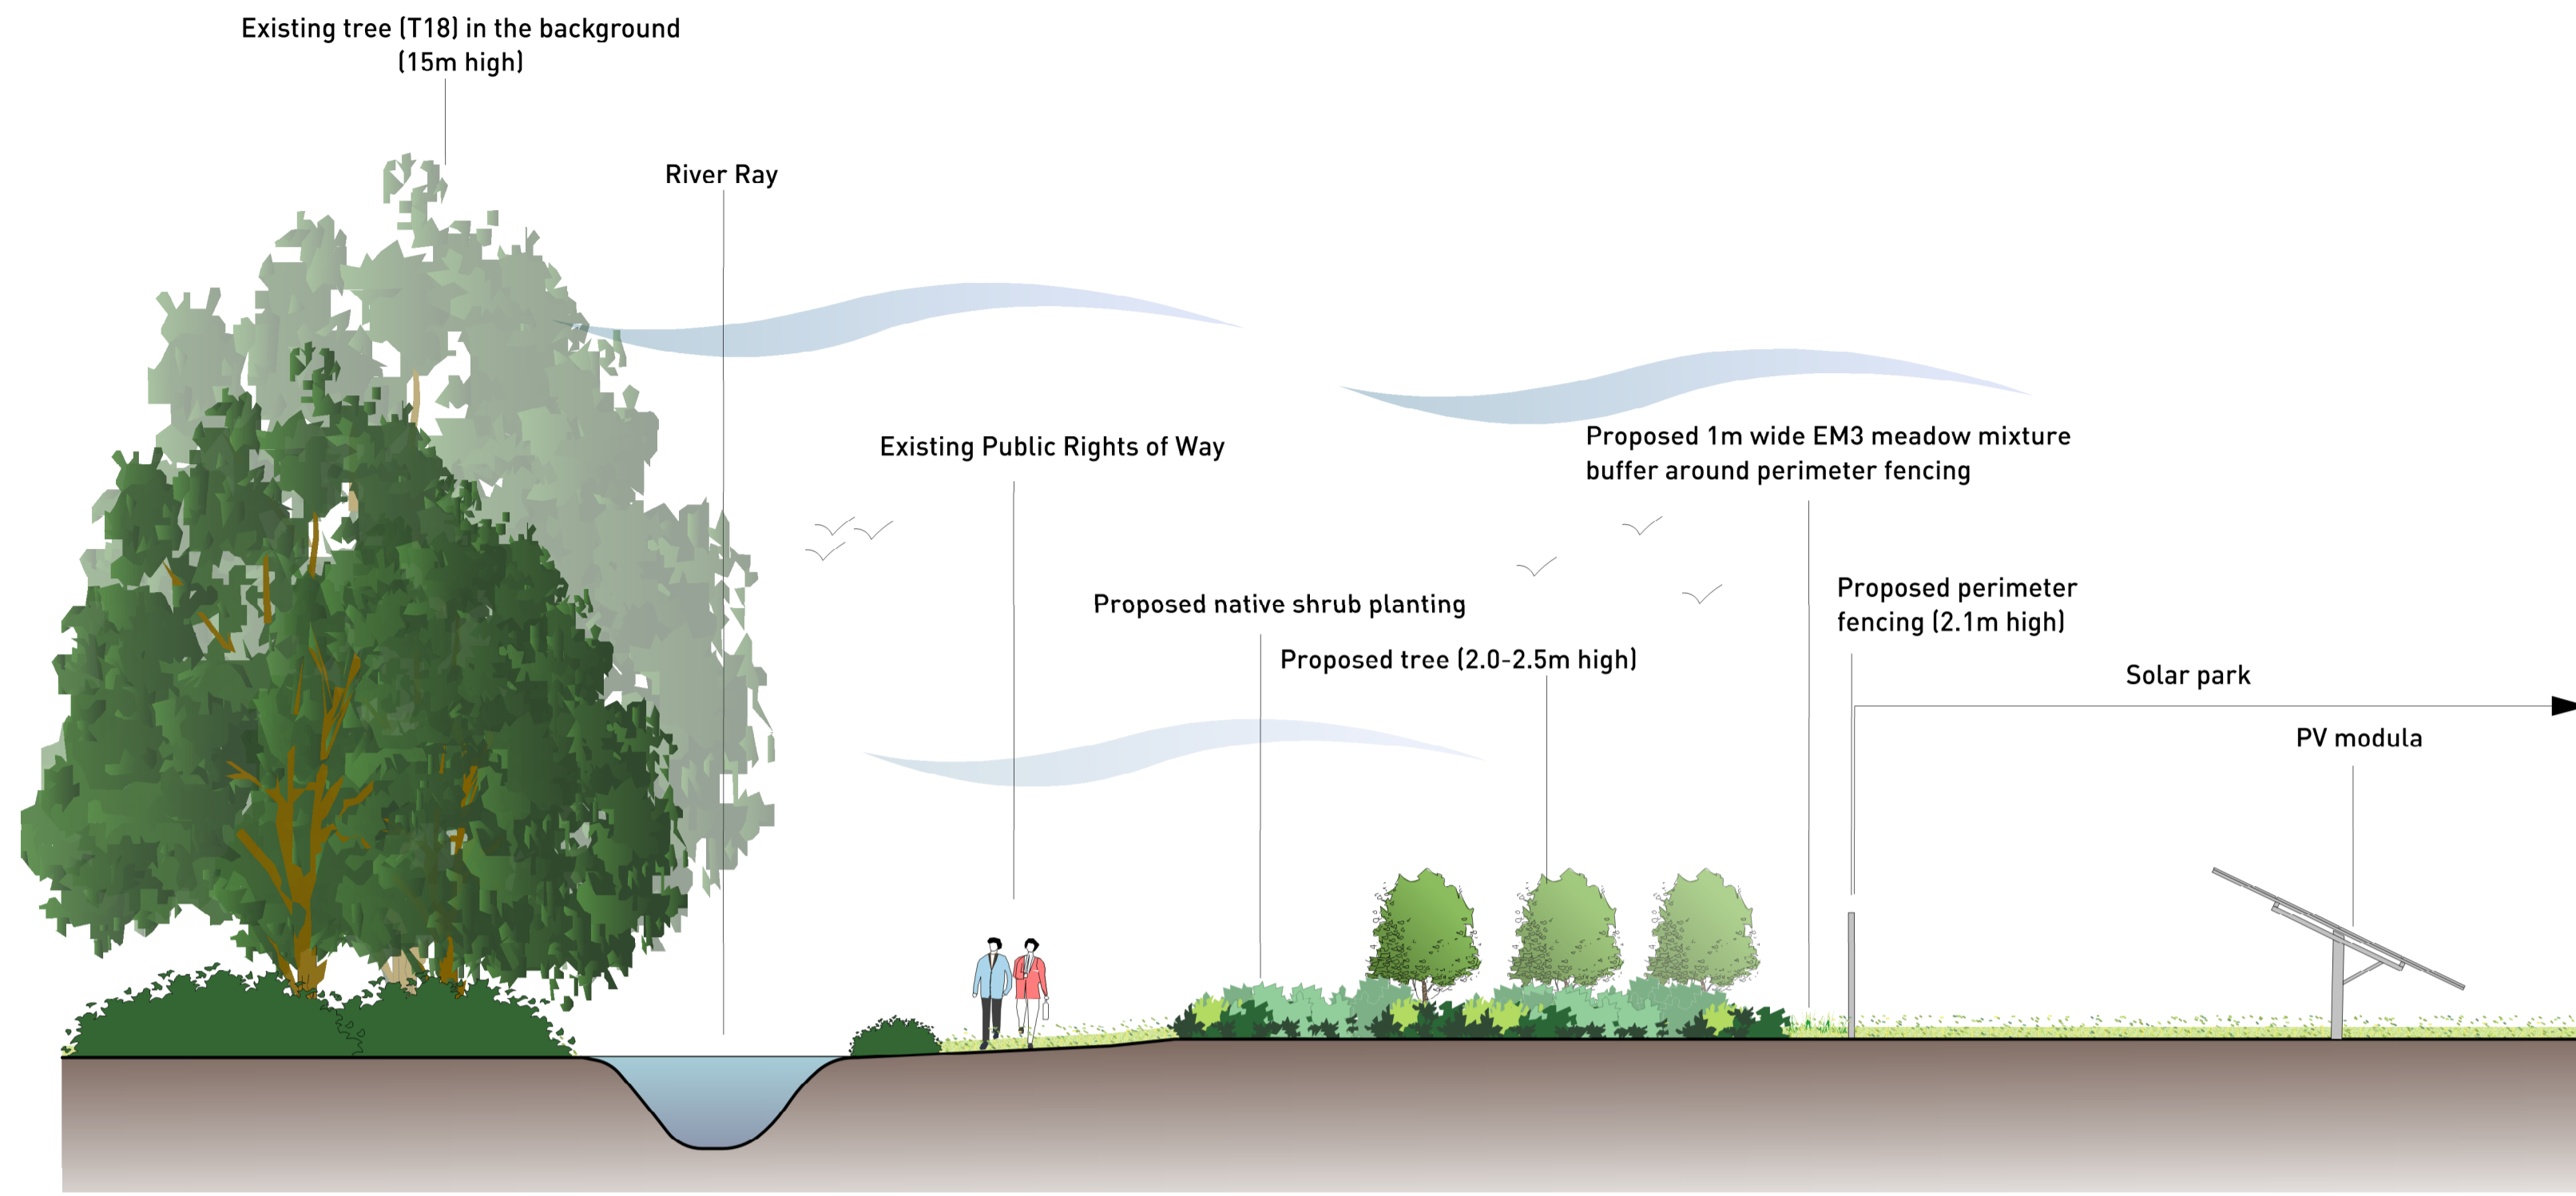 Existing tree (T18) in the background
(15m high)
River Ray
Existing Public Rights of Way
Proposed 1m wide EM3 meadow mixture
buffer around perimeter fencing
Proposed native shrub planting
Proposed perimeter
fencing (2.1m high)
Proposed tree (2.0-2.5m high)
Solar park
PV modula